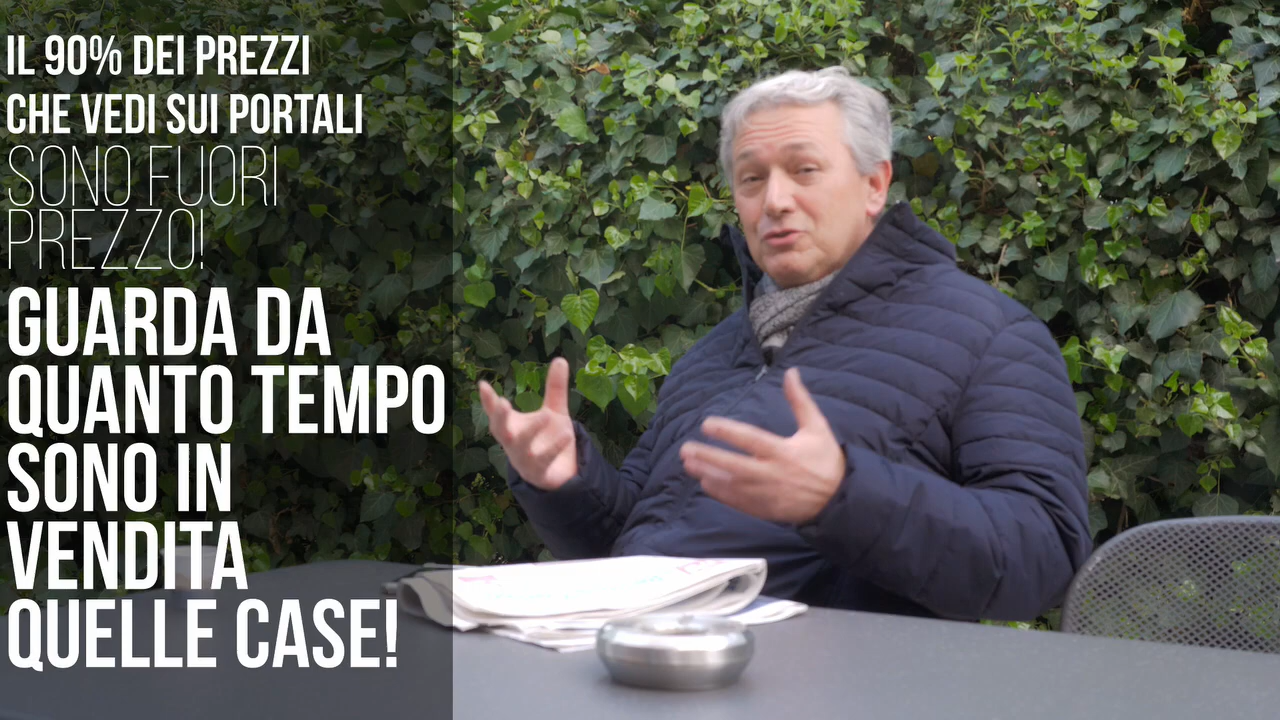 IL 90% DEI PREZZI
CHE VEDI SUI PORTALI
SONO FUORI
PREZZO!
GUARDA DA
QUANTO TEMPO
SONO IN
VENDITA
QUELLE CASE!